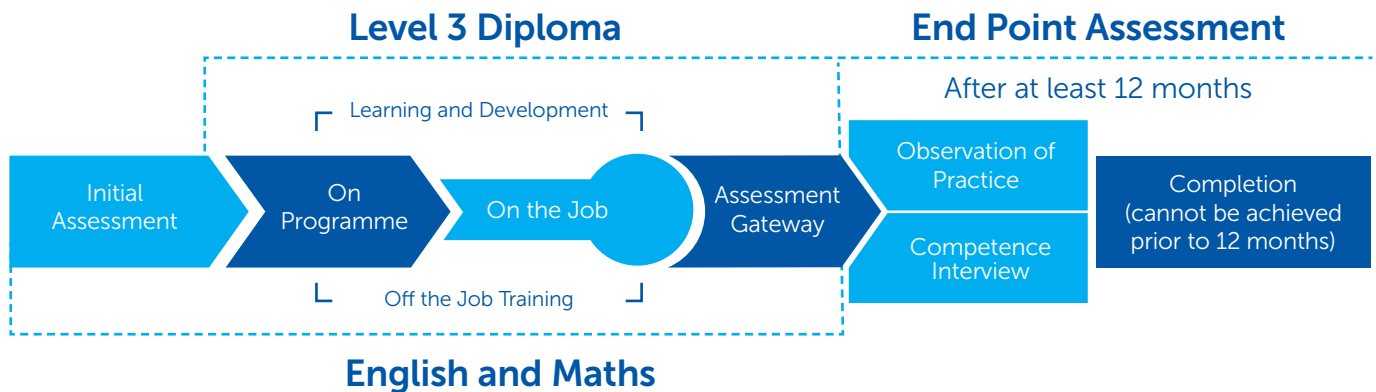 Level 3 Diploma
End Point Assessment
After at least 12 months
Learning and Development
Initial
Assessment
On
Programme
On the Job
Assessment
Gateway
Observation of
Practice
Competence
Interview
Completion
(cannot be achieved
prior to 12 months)
Off the Job Training
English and Maths